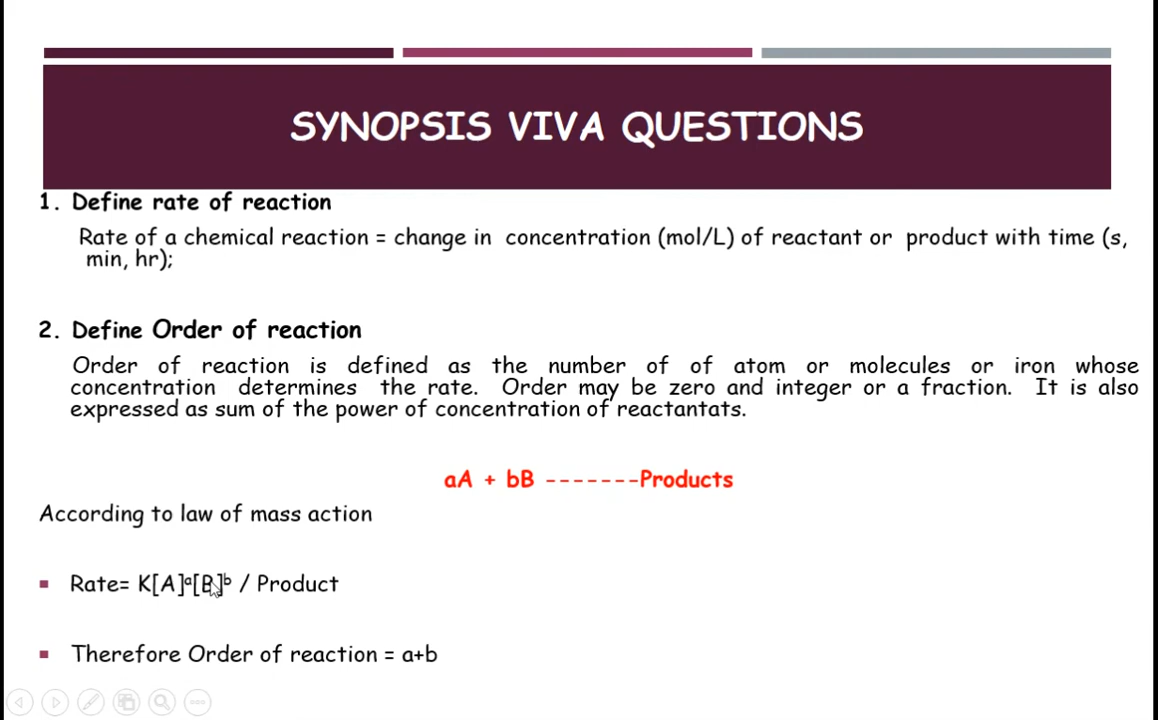 SYNOPSIS VIVA QUESTIONS
1. Define rate of reaction
Rate of a chemical reaction = change in concentration (mol/L) of reactant or product with time (s,
min, hr);
2. Define Order of reaction
Order of reaction is defined as the number of of atom or molecules or iron whose
concentration determines the rate. Order may be zero and integer or a fraction. It is also
expressed as sum of the power of concentration of reactantats.
aA + bB -------Products
According to law of mass action
▪ Rate= K[A]ᵃ[B]ᵇ / Product
▪ Therefore Order of reaction = a+b